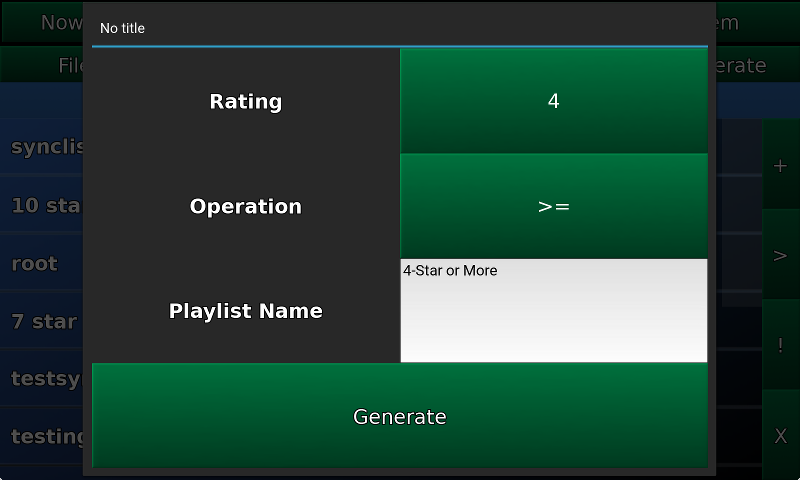 No title
Now
em
File
erate
Rating
4
synclis
+
Operation
>=
10 sta
root
>
4-Star or More
Playlist Name
7 star
!
testsy
Generate
testing
X